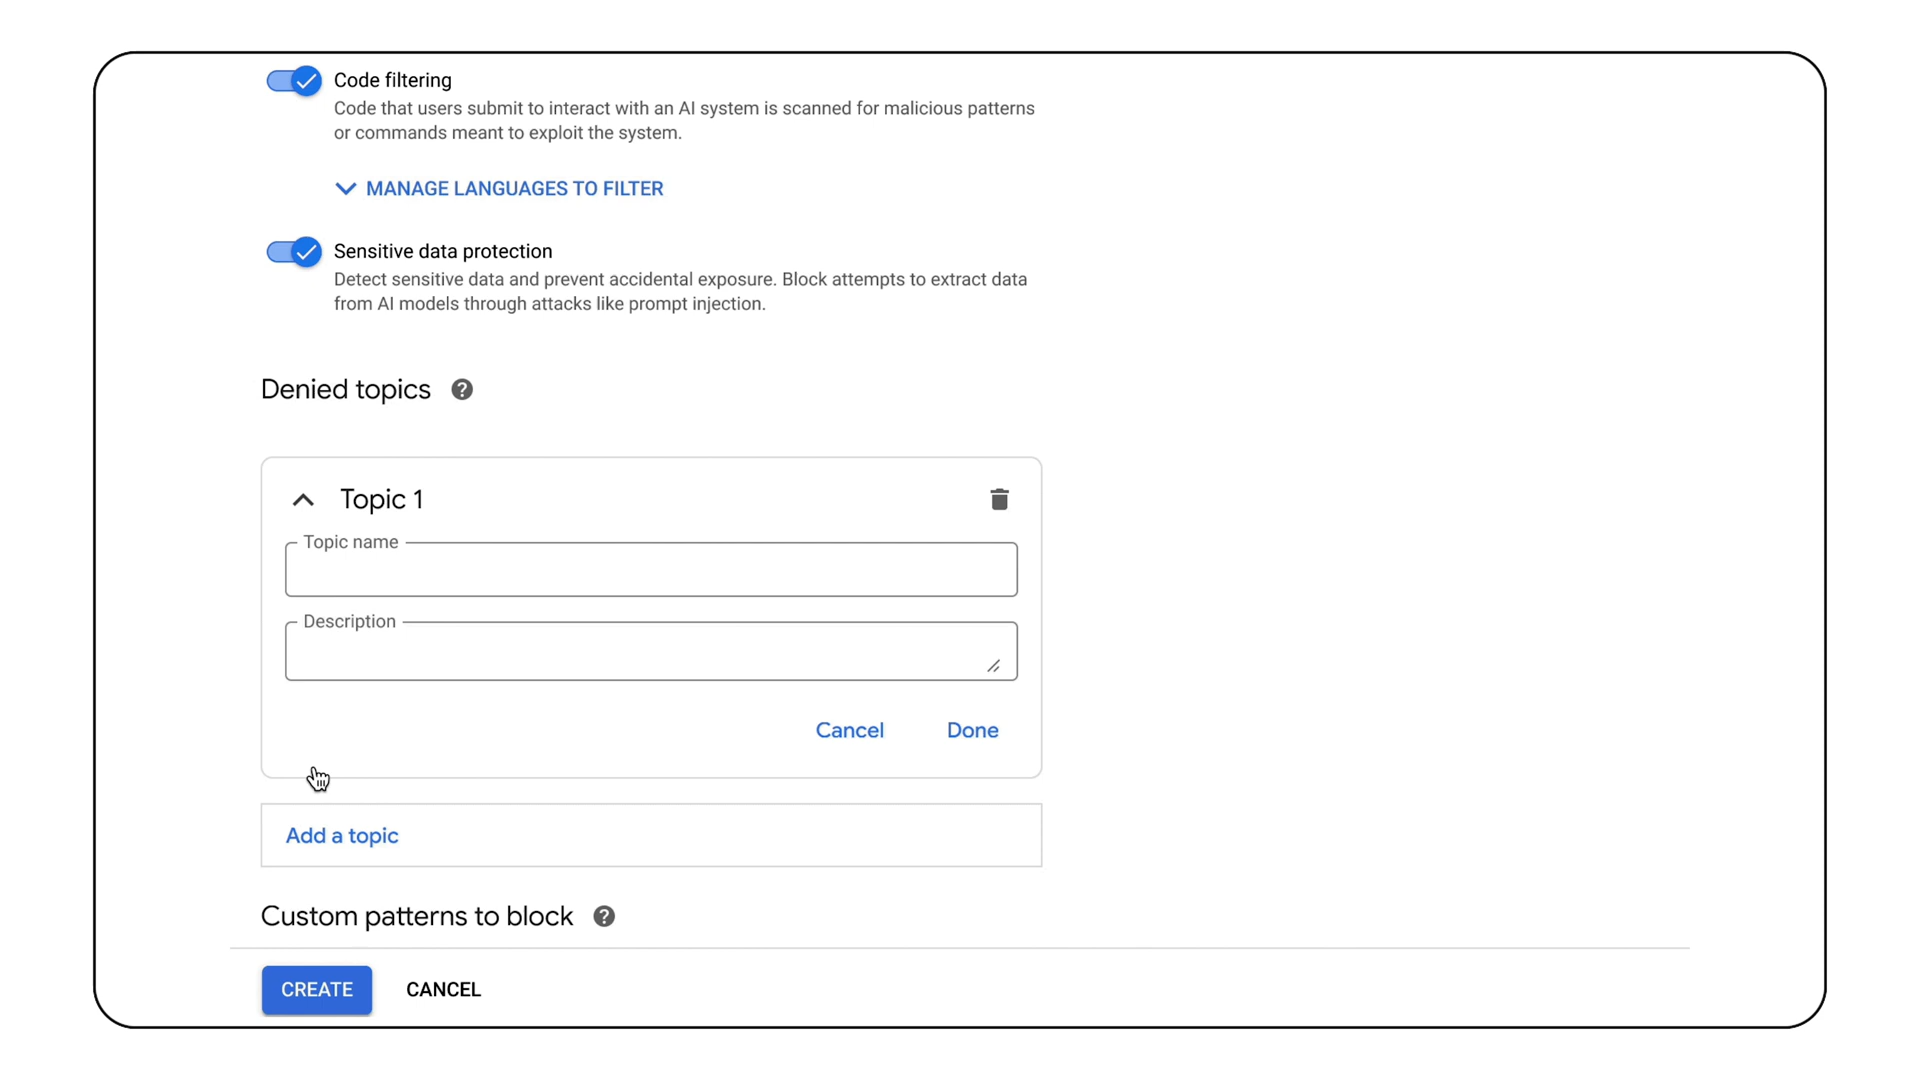 Code filtering
Code that users submit to interact with an AI system is scanned for malicious patterns
or commands meant to exploit the system.
MANAGE LANGUAGES TO FILTER
Sensitive data protection
Detect sensitive data and prevent accidental exposure. Block attempts to extract data
from AI models through attacks like prompt injection.
Denied topics
Topic 1
Topic name
Description
Cancel Done
Add a topic
Custom patterns to block
CREATE CANCEL